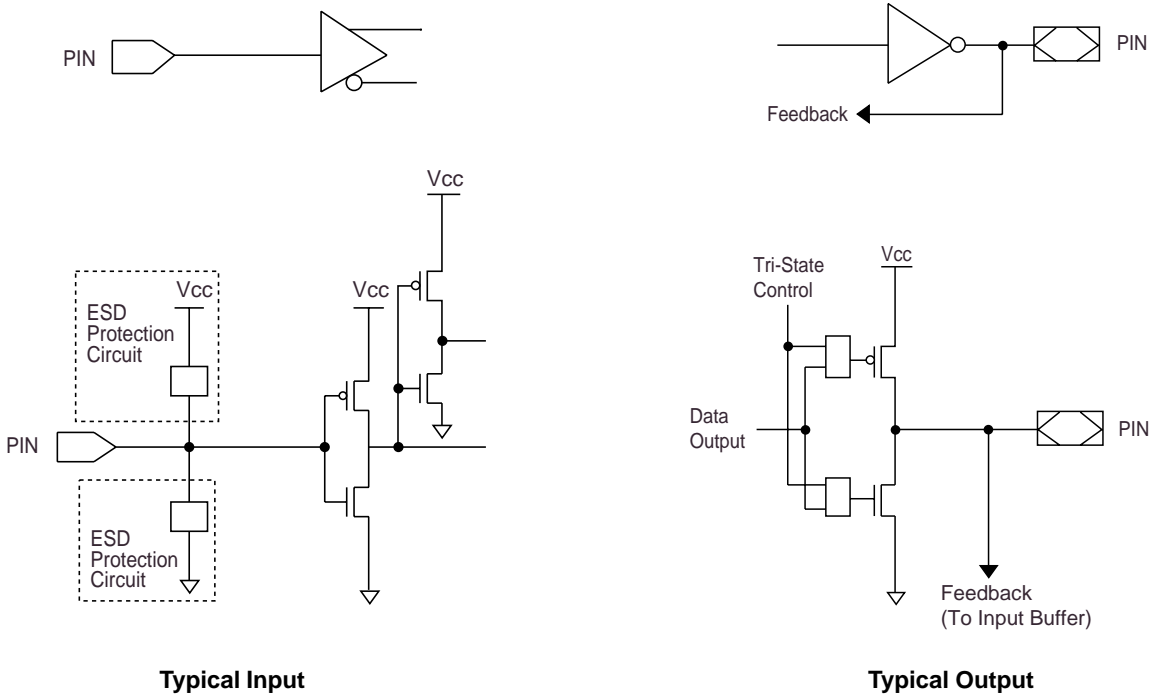 PIN
PIN
Feedback
Vcc
Vcc
Vcc
ESD
Protection
Circuit
PIN
ESD
Protection
Circuit
Vcc
Tri-State
Control
Data
Output
PIN
Feedback
(To Input Buffer)
Typical Input
Typical Output